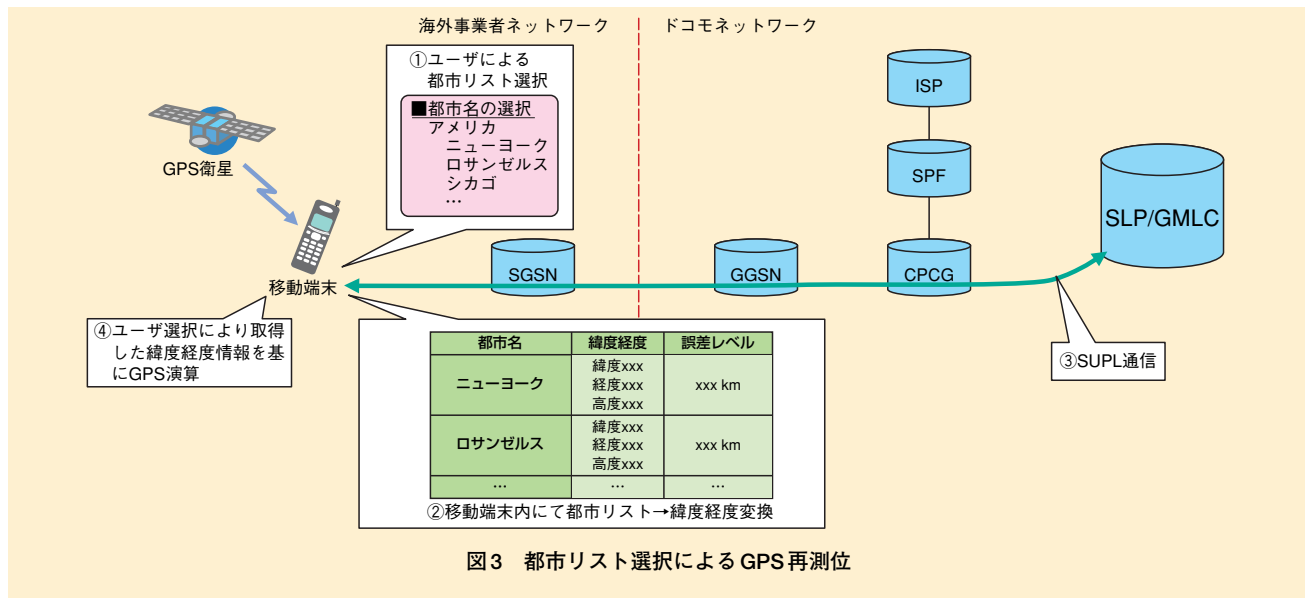 海外事業者ネットワーク
ドコモネットワーク
①ユーザによる
都市リスト選択
■都市名の選択
アメリカ
ニューヨーク
ロサンゼルス
シカゴ
…
GPS衛星
移動端末
SGSN
GGSN
ISP
SPF
CPCG
SLP/GMLC
④ユーザ選択により取得
した緯度経度情報を基
にGPS演算
都市名 緯度経度 誤差レベル
ニューヨーク
緯度xxx
経度xxx
高度xxx
xxx km
ロサンゼルス
緯度xxx
経度xxx
高度xxx
xxx km
… … …
②移動端末内にて都市リスト→緯度経度変換
③SUPL通信
図3 都市リスト選択によるGPS再測位